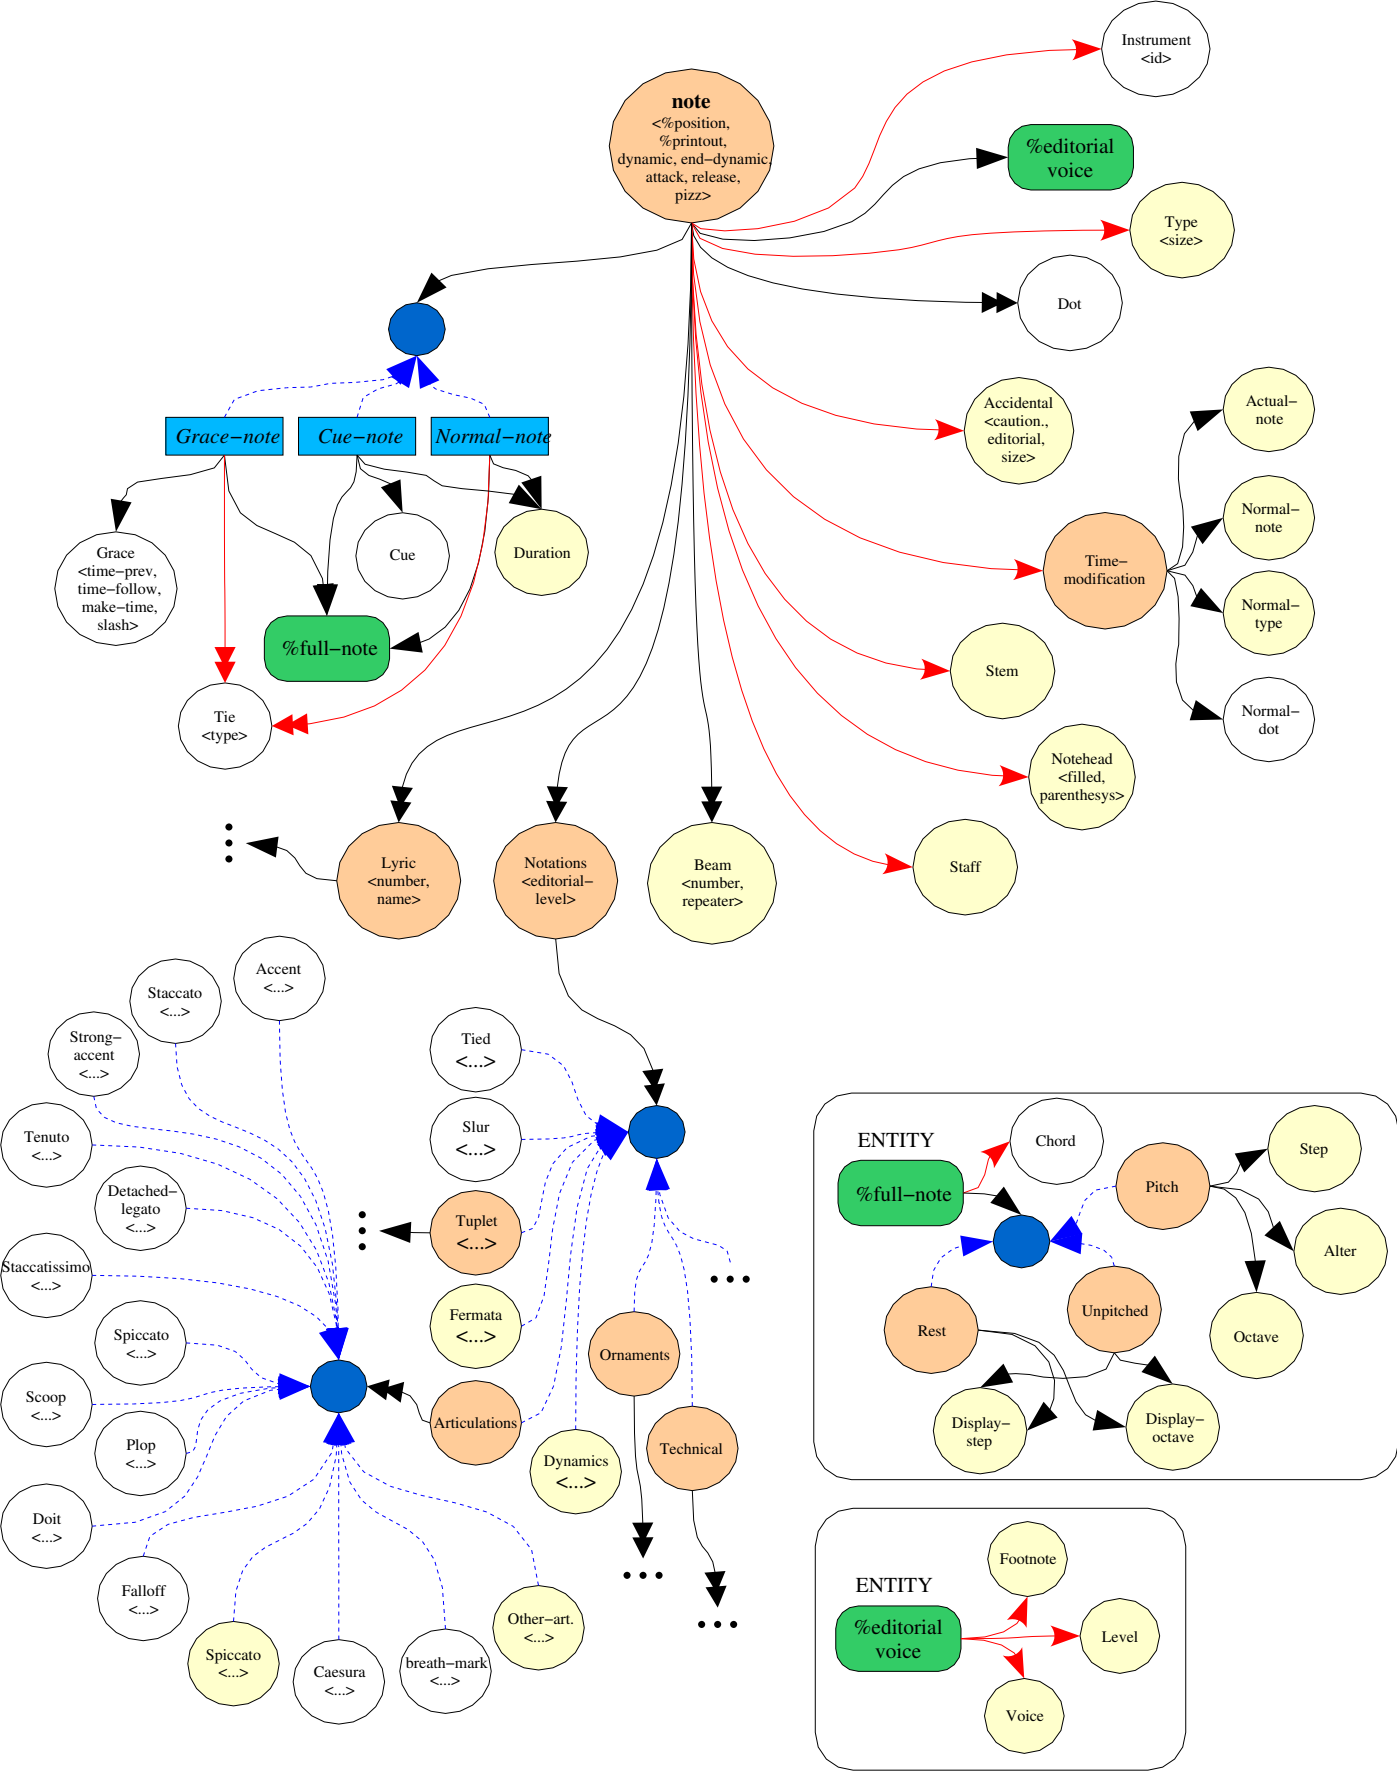 Instrument
<id>
note
<%position,
%printout,
dynamic, end−dynamic,
attack, release,
pizz>
%editorial
voice
Type
<size>
Dot
Accidental
<caution.,
editorial,
size>
Actual−
note
Grace−note
Cue−note
Normal−note
Normal−
note
Grace
<time−prev,
time−follow,
make−time,
slash>
Cue
Duration
Time−
modification
Normal−
type
%full−note
Stem
Tie
<type>
Normal−
dot
Notehead
<filled,
parenthesys>
Lyric
<number,
name>
Notations
<editorial−
level>
Beam
<number,
repeater>
Staff
Accent
<...>
Staccato
<...>
Strong−
accent
<...>
Tied
<...>
Tenuto
<...>
Slur
<...>
Detached−
legato
<...>
Tuplet
<...>
Staccatissimo
<...>
Fermata
<...>
Spiccato
<...>
Ornaments
Scoop
<...>
Articulations
Plop
<...>
Technical
Dynamics
<...>
Doit
<...>
Falloff
<...>
Spiccato
<...>
Caesura
<...>
breath−mark
<...>
Other−art.
<...>
ENTITY
%full−note
Chord
Pitch
Step
Alter
Octave
Rest
Unpitched
Display−
step
Display−
octave
ENTITY
%editorial
voice
Footnote
Level
Voice